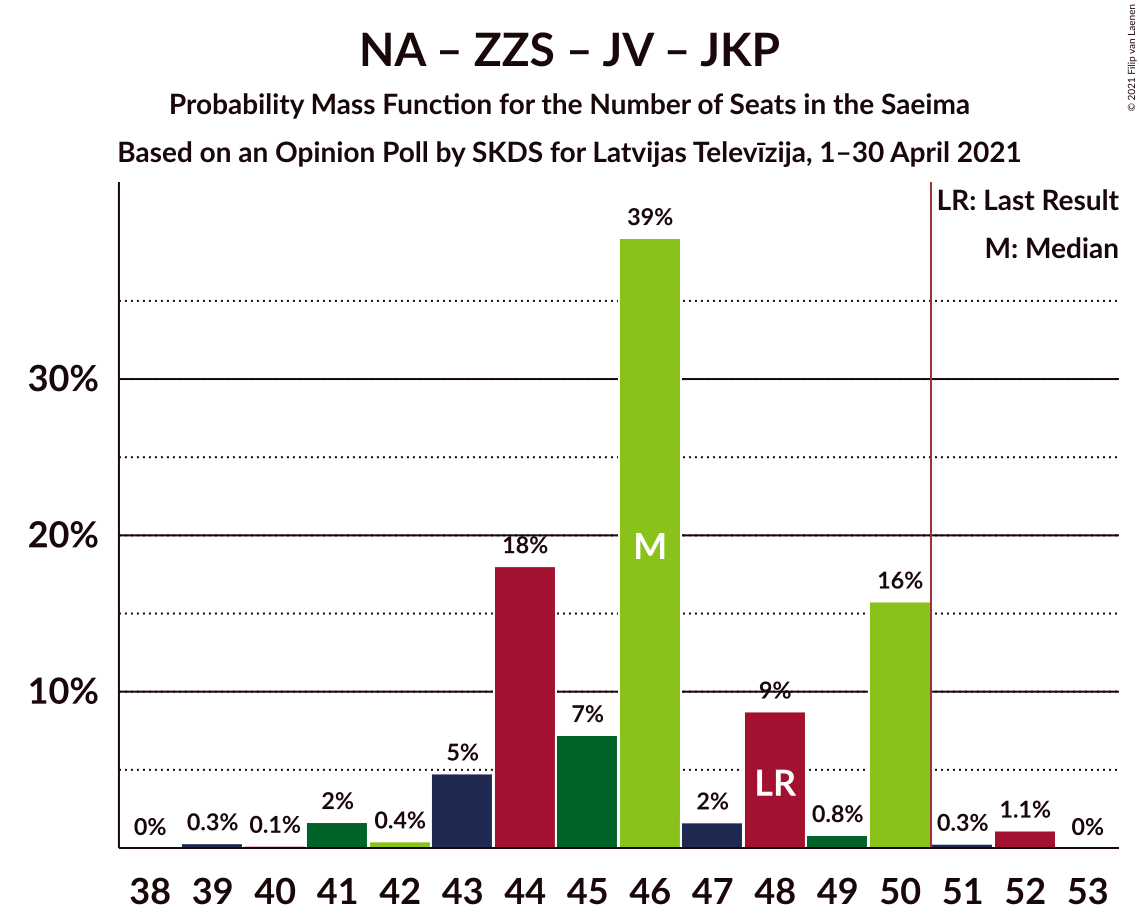 NA – ZZS – JV – JKP
Probability Mass Function for the Number of Seats in the Saeima
Based on an Opinion Poll by SKDS for Latvijas Televīzija, 1–30 April 2021
© 2021 Filip van Laenen
LR: Last Result
M: Median
30%
20%
10%
0%
0.3%
0.1%
2%
0.4%
5%
18%
7%
39%
2%
9%
0.8%
16%
0.3%
1.1%
0%
M
LR
38 39 40 41 42 43 44 45 46 47 48 49 50 51 52 53